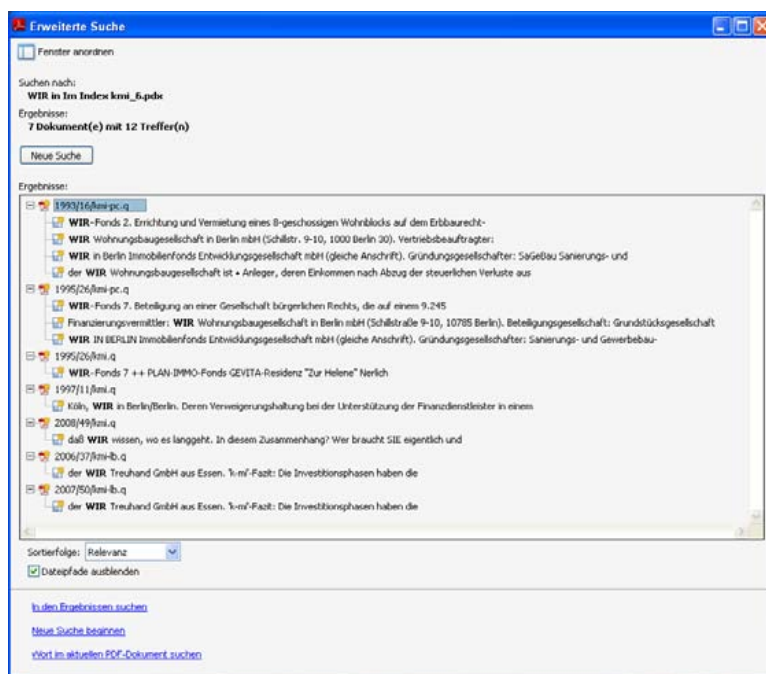 Erweiterte Suche
Fenster anordnen
Suchen nach:
WIR in Im Index kmi_6.pdx
Ergebnisse:
7 Dokument(e) mit 12 Treffer(n)
Neue Suche
Ergebnisse:
1993/16/kmi-pc.q
WIR-Fonds 2. Errichtung und Vermietung eines 8-geschossigen Wohnblocks auf dem Erbbaurecht-
WIR Wohnungsbaugesellschaft in Berlin mbH (Schillstr. 9-10, 1000 Berlin 30). Vertriebsbeauftragter:
WIR in Berlin Immobilienfonds Entwicklungsgesellschaft mbH (gleiche Anschrift). Gründungsgesellschafter: SaGeBau Sanierungs- und
der WIR Wohnungsbaugesellschaft ist • Anleger, deren Einkommen nach Abzug der steuerlichen Verluste aus
1995/26/kmi-pc.q
WIR-Fonds 7. Beteiligung an einer Gesellschaft bürgerlichen Rechts, die auf einem 9.245
Finanzierungsvermittler: WIR Wohnungsbaugesellschaft in Berlin mbH (Schillstraße 9-10, 10785 Berlin). Beteiligungsgesellschaft: Grundstücksgesellschaft
WIR IN BERLIN Immobilienfonds Entwicklungsgesellschaft mbH (gleiche Anschrift). Gründungsgesellschafter: Sanierungs- und Gewerbebau-
1995/26/kmi.q
WIR-Fonds 7 ++ PLAN-IMMO-Fonds GEVITA-Residenz "Zur Helene" Nerlich
1997/11/kmi.q
Köln, WIR in Berlin/Berlin. Deren Verweigerungshaltung bei der Unterstützung der Finanzdienstleister in einem
2008/49/kmi.q
daß WIR wissen, wo es langgeht. In diesem Zusammenhang? Wer braucht SIE eigentlich und
2006/37/kmi-lb.q
der WIR Treuhand GmbH aus Essen. 'k-mi'-Fazit: Die Investitionsphasen haben die
2007/50/kmi-lb.q
der WIR Treuhand GmbH aus Essen. 'k-mi'-Fazit: Die Investitionsphasen haben die
Sortierfolge: Relevanz
Dateipfade ausblenden
In den Ergebnissen suchen
Neue Suche beginnen
Wort im aktuellen PDF-Dokument suchen